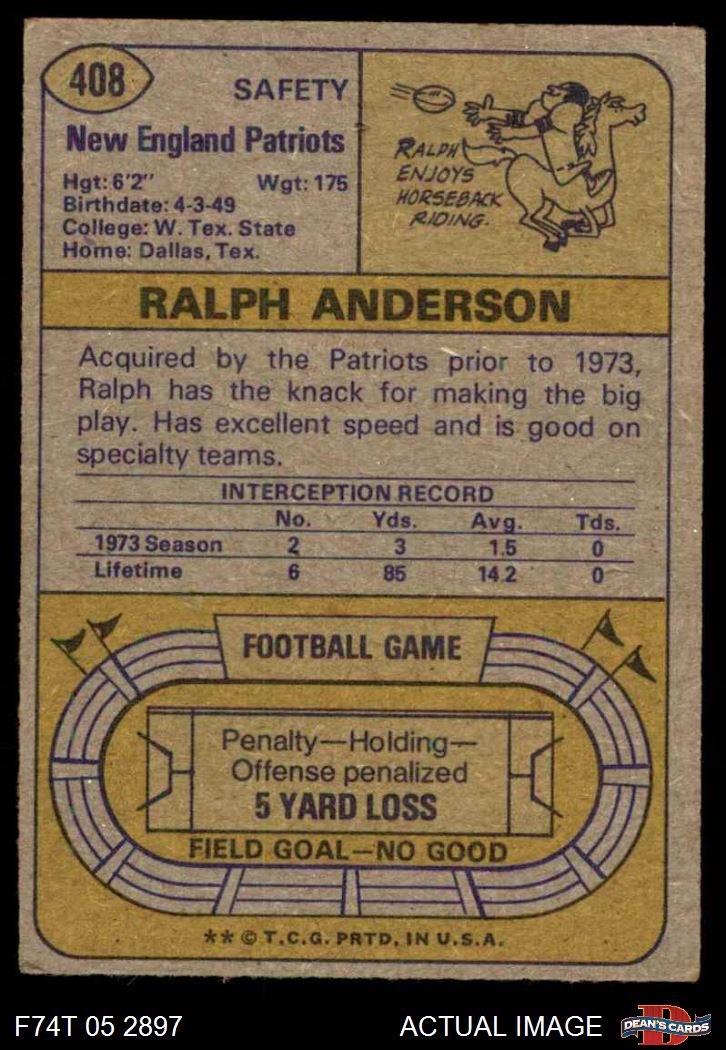 408
SAFETY
New England Patriots
Hgt: 6'2" Wgt: 175
Birthdate: 4-3-49
College: W. Tex. State
Home: Dallas, Tex.
RALPH
ENJOYS
HORSEBACK
RIDING.
RALPH ANDERSON
Acquired by the Patriots prior to 1973,
Ralph has the knack for making the big
play. Has excellent speed and is good on
specialty teams.
INTERCEPTION RECORD
No. Yds. Avg. Tds.
1973 Season 2 3 1.5 0
Lifetime 6 85 14.2 0
FOOTBALL GAME
Penalty—Holding—
Offense penalized
5 YARD LOSS
FIELD GOAL—NO GOOD
** © T.C.G. PRTD. IN U.S.A.
F74T 05 2897 ACTUAL IMAGE
D
DEAN'S CARDS